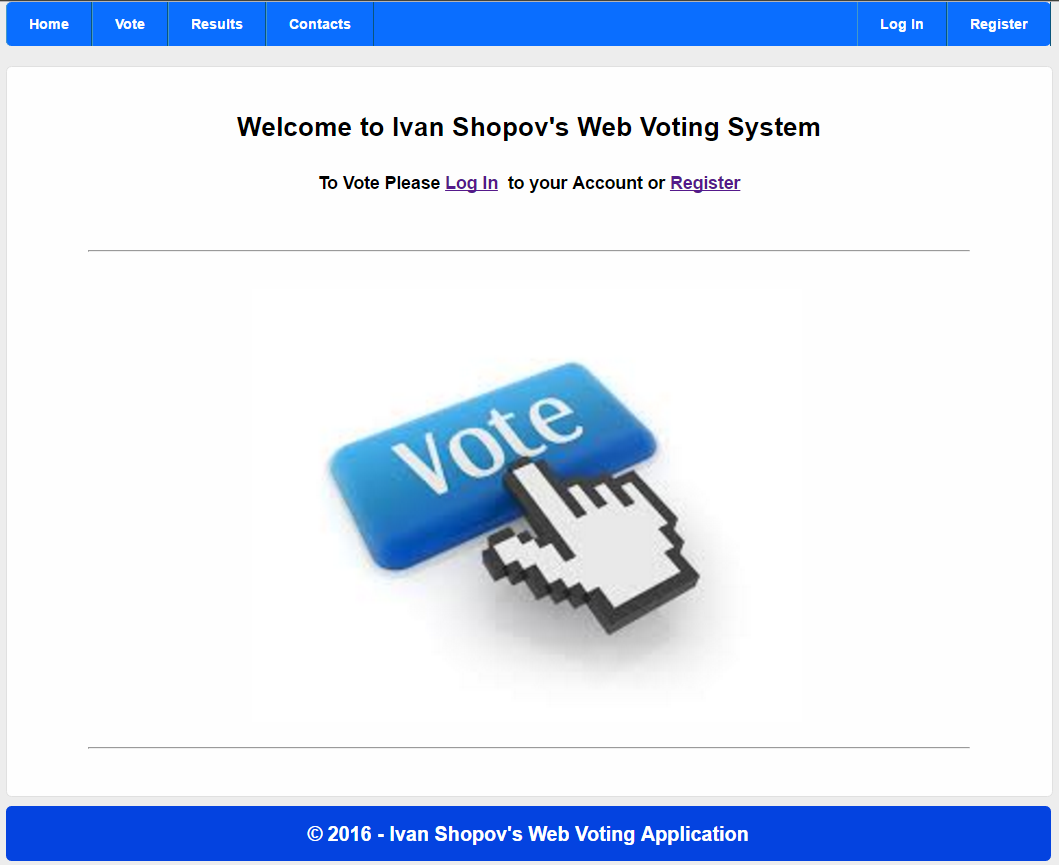 Home Vote Results Contacts Log In Register
Welcome to Ivan Shopov's Web Voting System
To Vote Please Log In to your Account or Register
Vote
© 2016 - Ivan Shopov's Web Voting Application